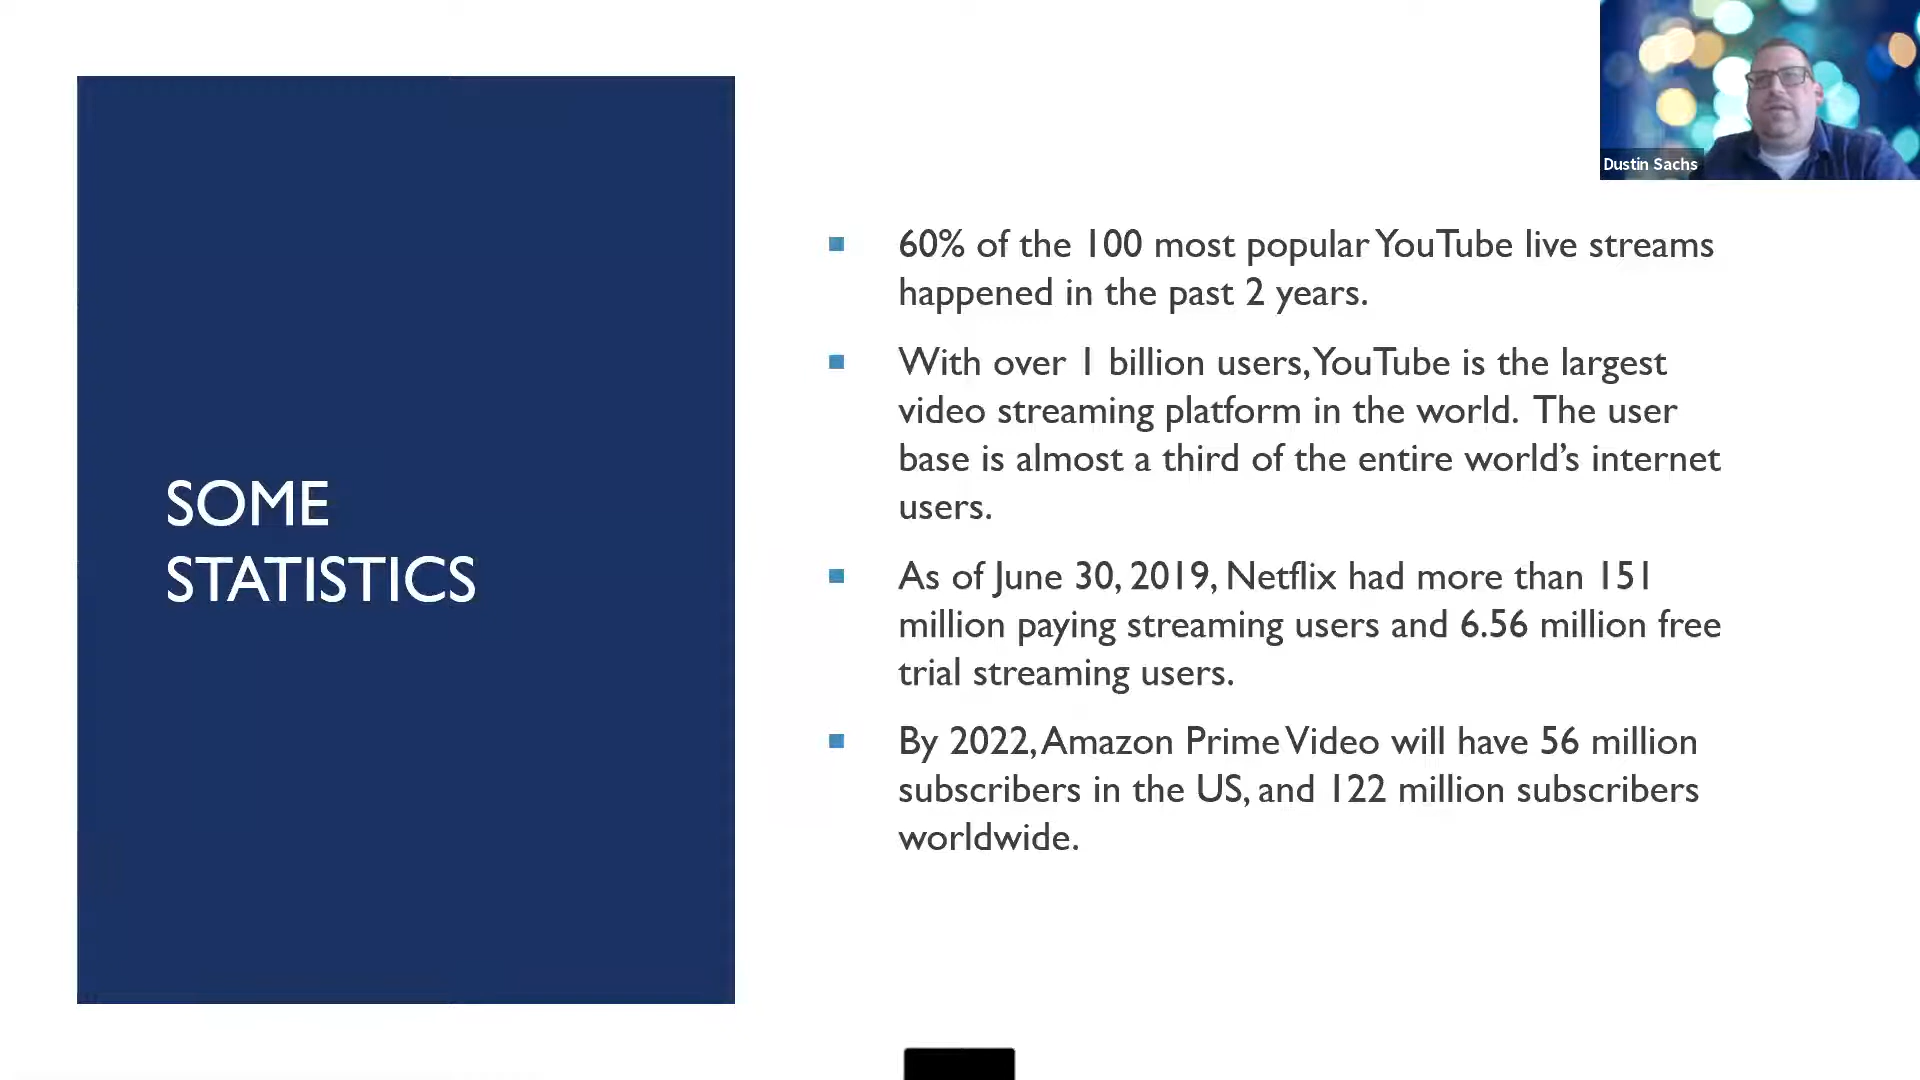 Dustin Sachs
SOME
STATISTICS
60% of the 100 most popular YouTube live streams
happened in the past 2 years.
With over 1 billion users, YouTube is the largest
video streaming platform in the world. The user
base is almost a third of the entire world’s internet
users.
As of June 30, 2019, Netflix had more than 151
million paying streaming users and 6.56 million free
trial streaming users.
By 2022, Amazon Prime Video will have 56 million
subscribers in the US, and 122 million subscribers
worldwide.